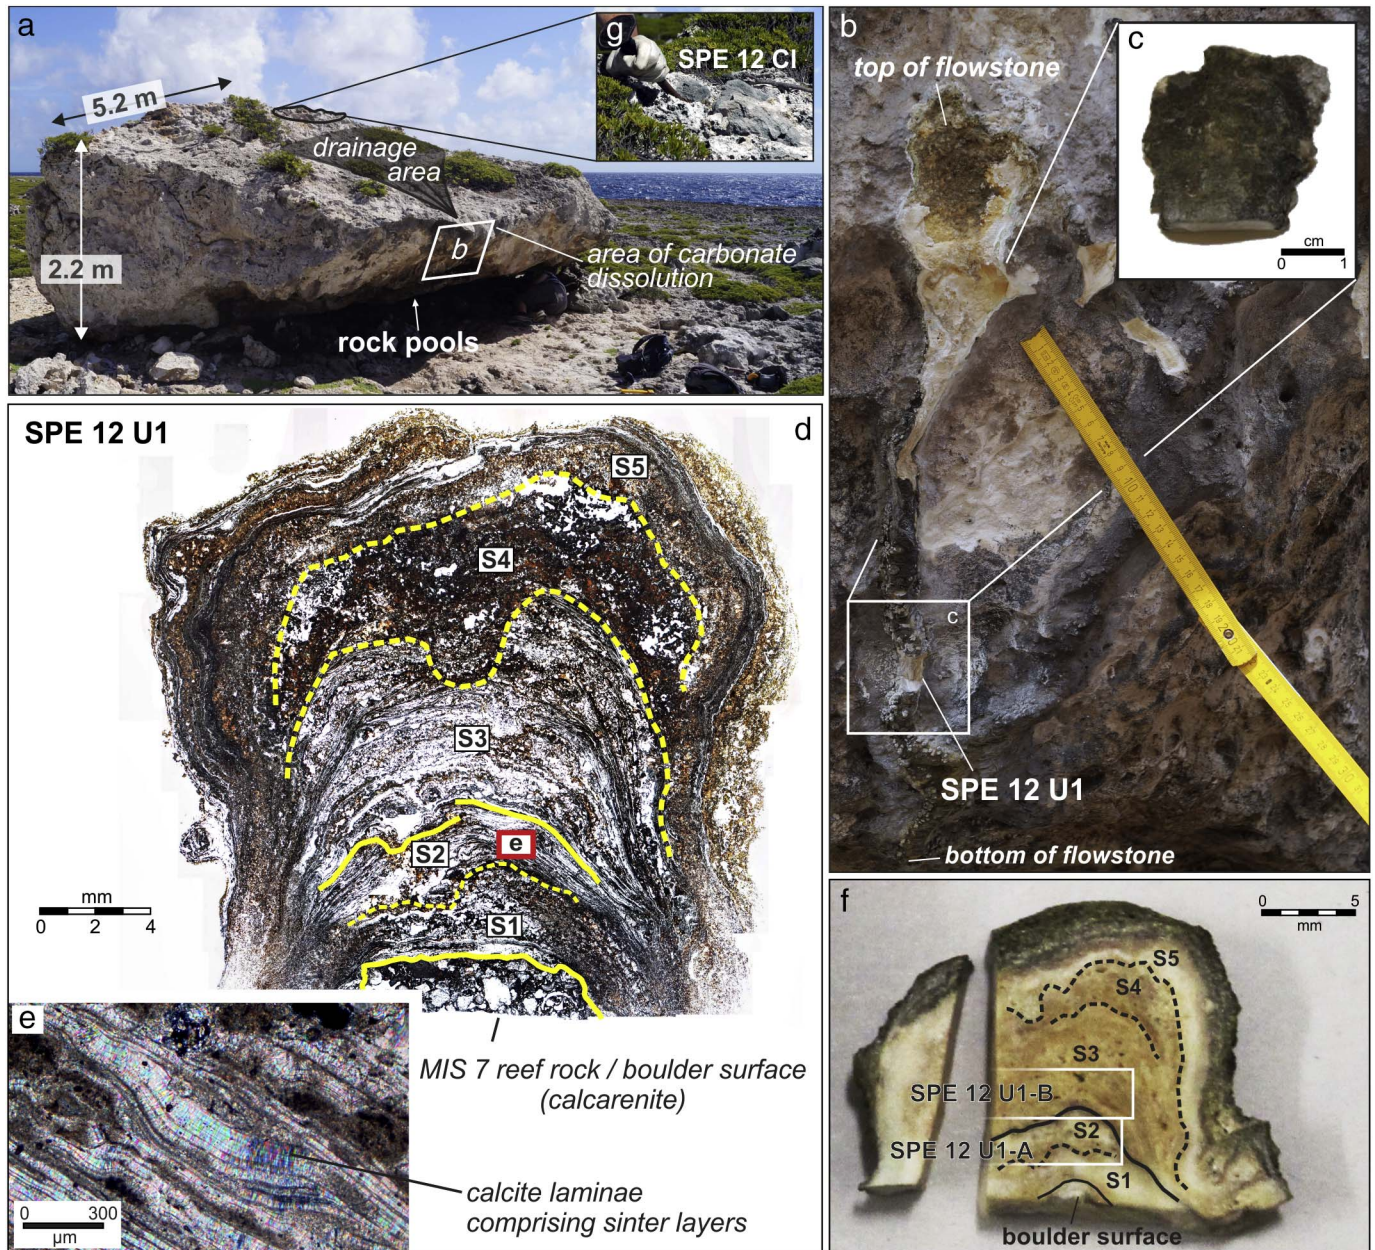 a
5.2 m
2.2 m
drainage
area
b
area of carbonate
dissolution
rock pools
g
SPE 12 CI
b
top of flowstone
c
cm
0 1
c
SPE 12 U1
bottom of flowstone
SPE 12 U1
d
S5
S4
S3
S2
e
S1
mm
0 2 4
MIS 7 reef rock / boulder surface
(calcarenite)
e
0 300
µm
calcite laminae
comprising sinter layers
f
0 5
mm
S5
S4
S3
SPE 12 U1-B
S2
SPE 12 U1-A
S1
boulder surface